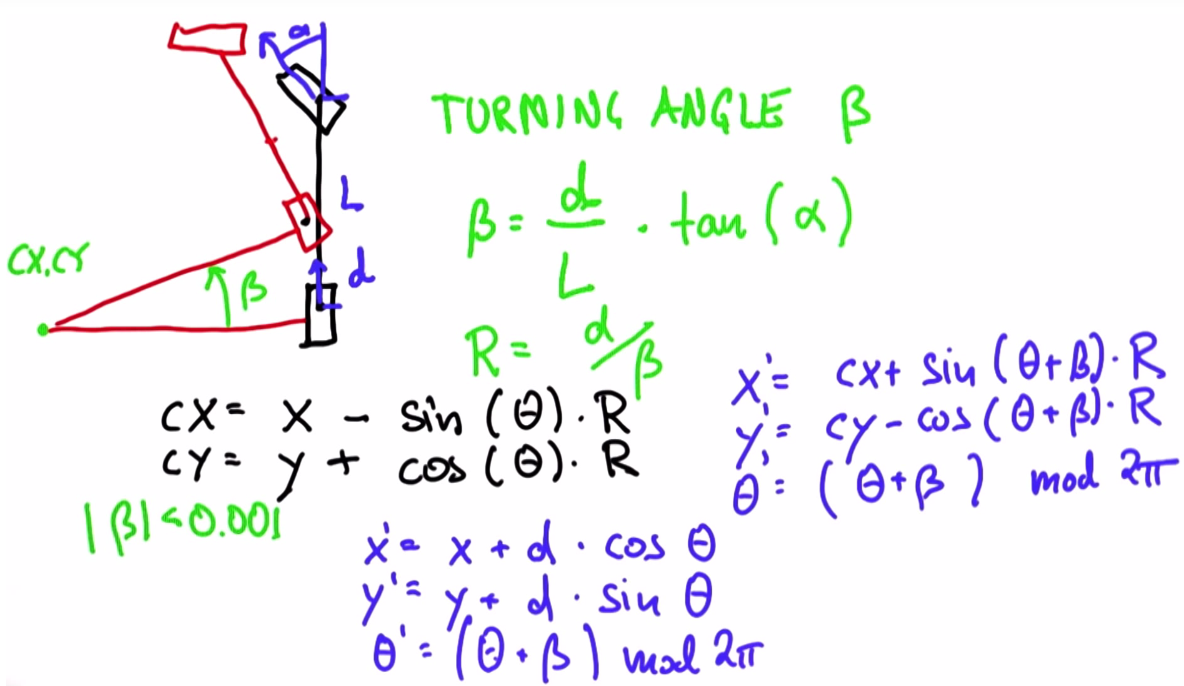 α
TURNING ANGLE β
L
β = d/L · tan(α)
CX,CY
d
β
R = d/β
CX = X - sin(θ)·R
CY = y + cos(θ)·R
|β|<0.001
X' = CX + sin(θ+β)·R
y' = cy - cos(θ+β)·R
θ' = (θ+β) mod 2π
x' = x + d · cos θ
y' = y + d · sin θ
θ' = (θ+β) mod 2π